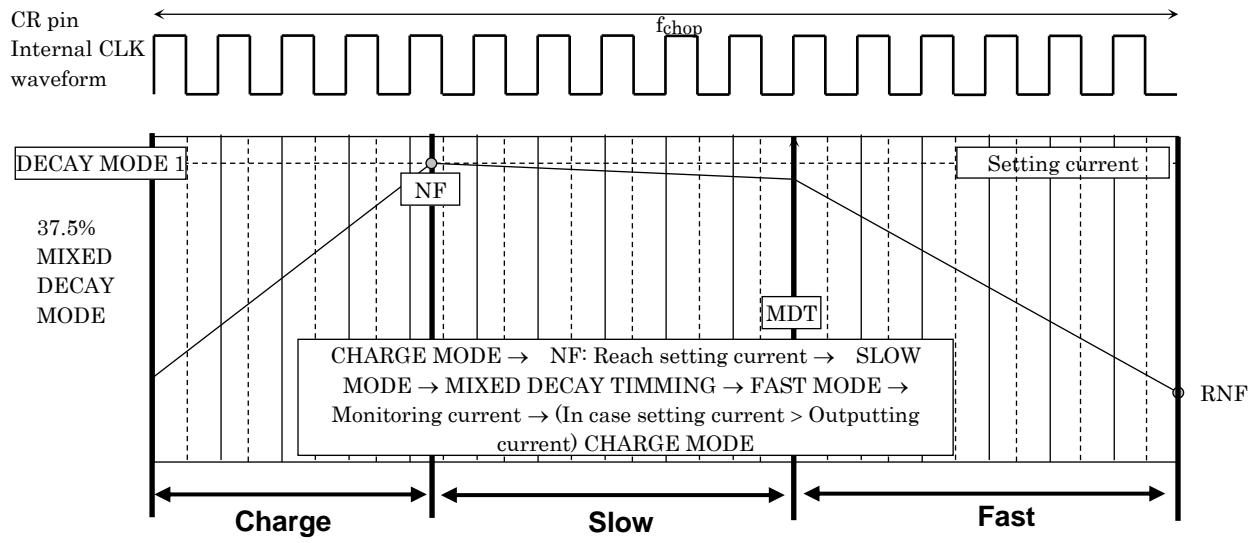 CR pin
Internal CLK
waveform
fchop
DECAY MODE 1
Setting current
NF
37.5%
MIXED
DECAY
MODE
MDT
CHARGE MODE → NF: Reach setting current → SLOW
MODE → MIXED DECAY TIMMING → FAST MODE →
Monitoring current → (In case setting current > Outputting
current) CHARGE MODE
RNF
Charge
Slow
Fast